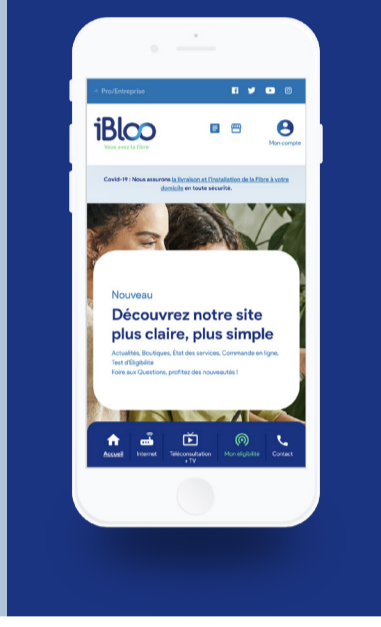 Pro/Entreprise
iBloo
Vous avez la fibre
Mon compte
Covid-19 : Nous assurons la livraison et l'installation de la Fibre à votre
domicile en toute sécurité.
Nouveau
Découvrez notre site
plus claire, plus simple
Actualités, Boutiques, Etat des services, Commande en ligne,
Test d'Éligibilité
Foire aux Questions, profitez des nouveautés !
Accueil
Internet
Téléconsultation
+ TV
Mon éligibilité
Contact